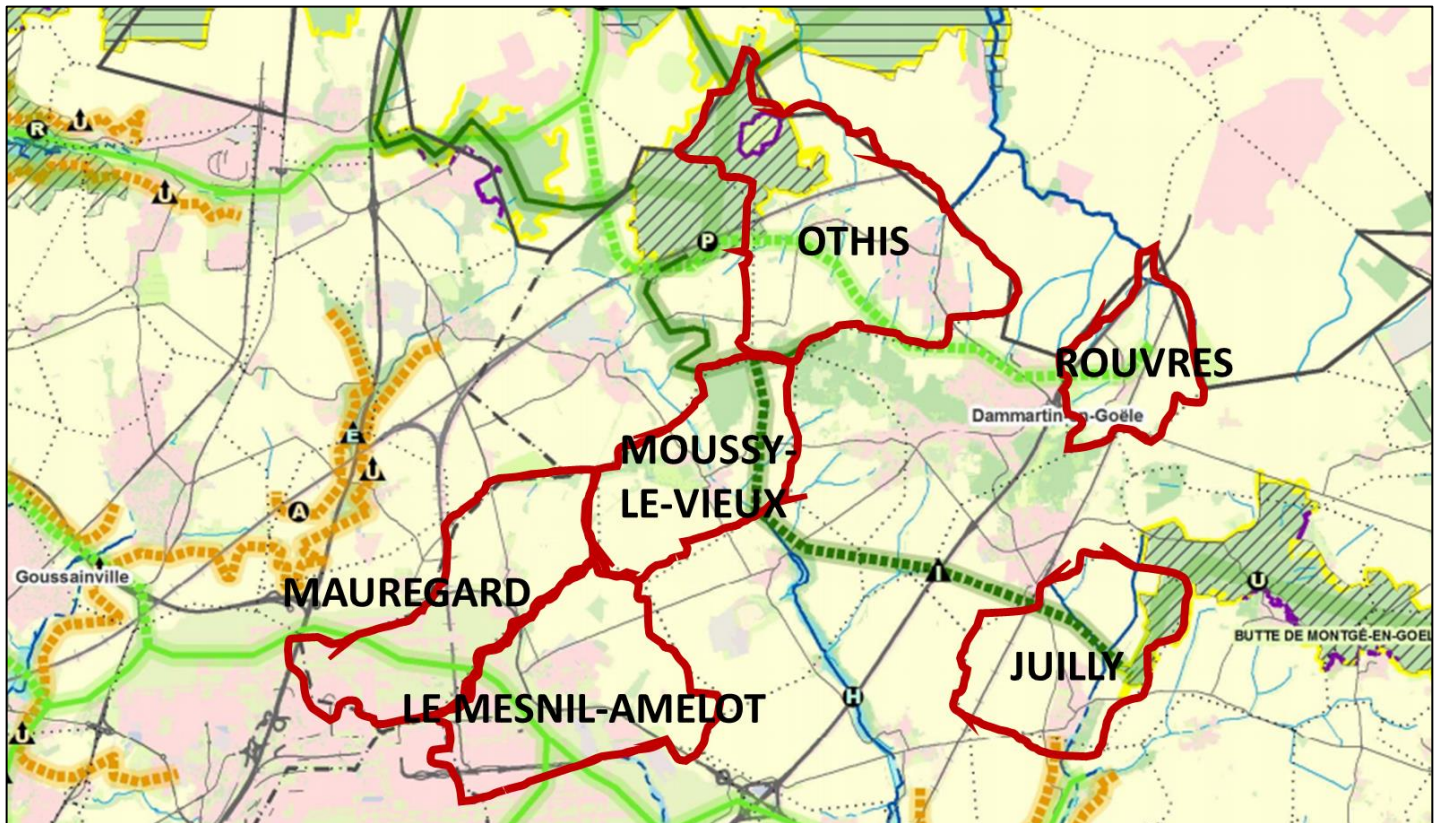 R
U
U
P
OTHIS
ROUVRES
Dammartin-en-Goële
E
U
MOUSSY-
LE-VIEUX
A
Goussainville
MAUREGARD
I
U
BUTTE DE MONTGÉ-EN-GOEL
JUILLY
H
LE MESNIL-AMELOT
U